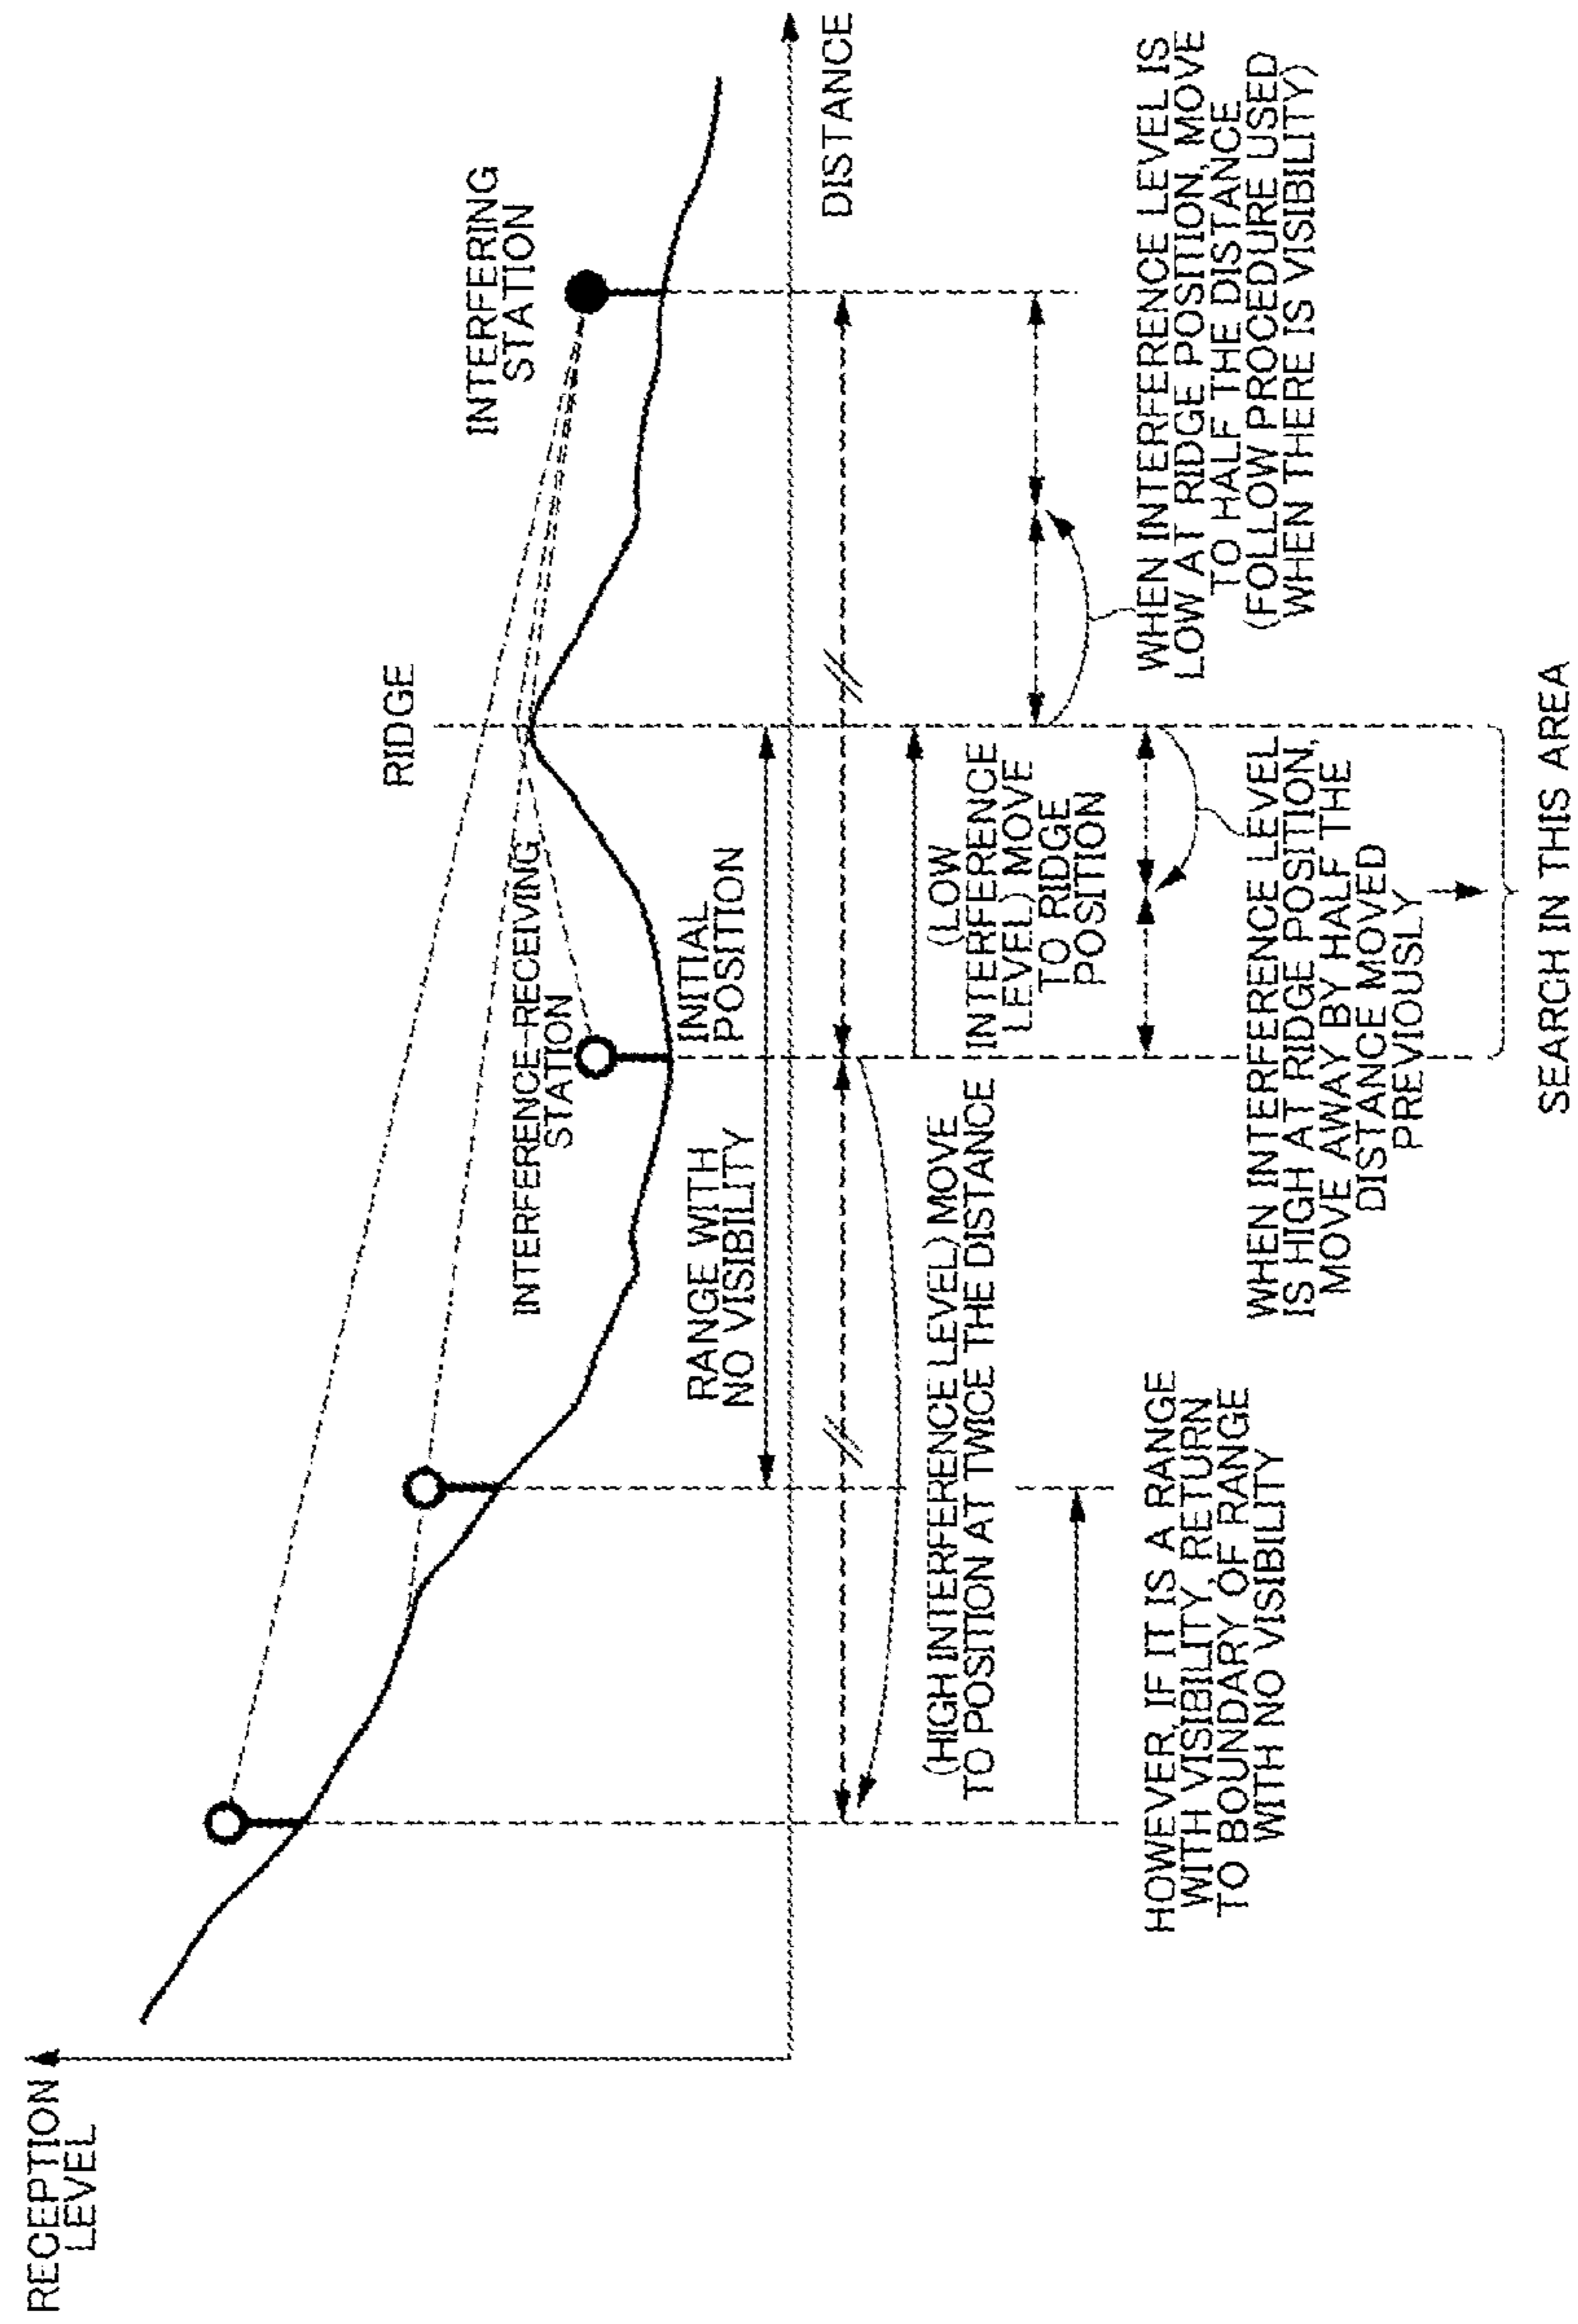 RECEPTION
LEVEL
RIDGE
INTERFERING
STATION
INTERFERENCE-RECEIVING
STATION
INITIAL
POSITION
RANGE WITH
NO VISIBILITY
DISTANCE
(HIGH INTERFERENCE LEVEL) MOVE
TO POSITION AT TWICE THE DISTANCE
(LOW
INTERFERENCE
LEVEL) MOVE
TO RIDGE
POSITION
HOWEVER, IF IT IS A RANGE
WITH VISIBILITY, RETURN
TO BOUNDARY OF RANGE
WITH NO VISIBILITY
WHEN INTERFERENCE LEVEL
IS HIGH AT RIDGE POSITION,
MOVE AWAY BY HALF THE
DISTANCE MOVED
PREVIOUSLY
WHEN INTERFERENCE LEVEL IS
LOW AT RIDGE POSITION, MOVE
TO HALF THE DISTANCE
(FOLLOW PROCEDURE USED
WHEN THERE IS VISIBILITY)
SEARCH IN THIS AREA